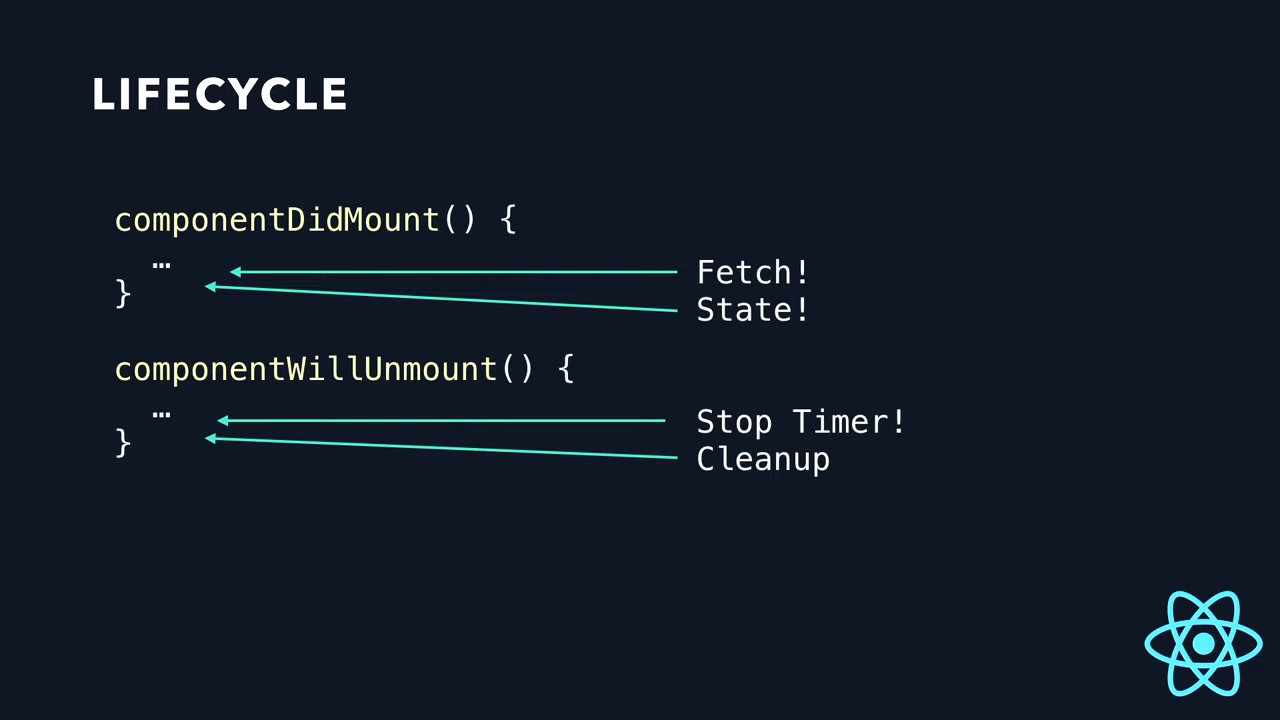 LIFECYCLE
componentDidMount() {
…
Fetch!
}
State!
componentWillUnmount() {
…
Stop Timer!
}
Cleanup